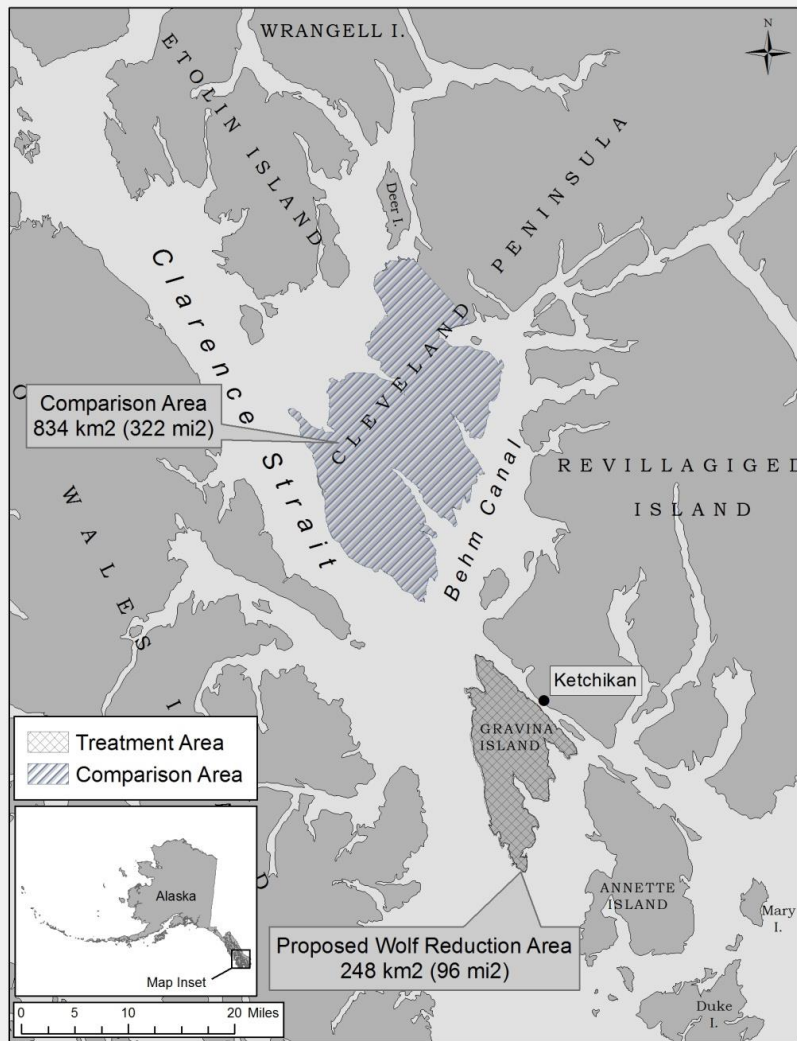 WRANGELL I.
N
ETOLIN ISLAND
Deer I.
PENINSULA
Clarence Strait
CLEVELAND
Comparison Area
834 km2 (322 mi2)
Behm Canal
REVILLAGIGED
ISLAND
O
WALES I
D
Ketchikan
GRAVINA
ISLAND
Treatment Area
Comparison Area
Alaska
Map Inset
ANNETTE
ISLAND
Mary
I.
Proposed Wolf Reduction Area
248 km2 (96 mi2)
Duke
I.
0 5 10 20 Miles